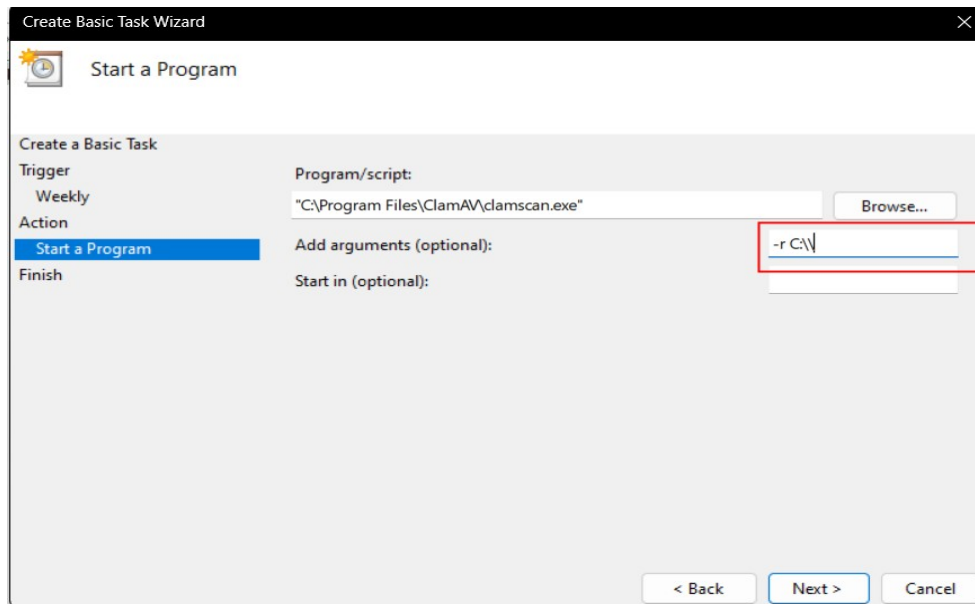 Create Basic Task Wizard
Start a Program
Create a Basic Task
Trigger
Weekly
Action
Start a Program
Finish
Program/script:
"C:\Program Files\ClamAV\clamscan.exe"
Browse...
Add arguments (optional):
-r C:\\
Start in (optional):
< Back
Next >
Cancel